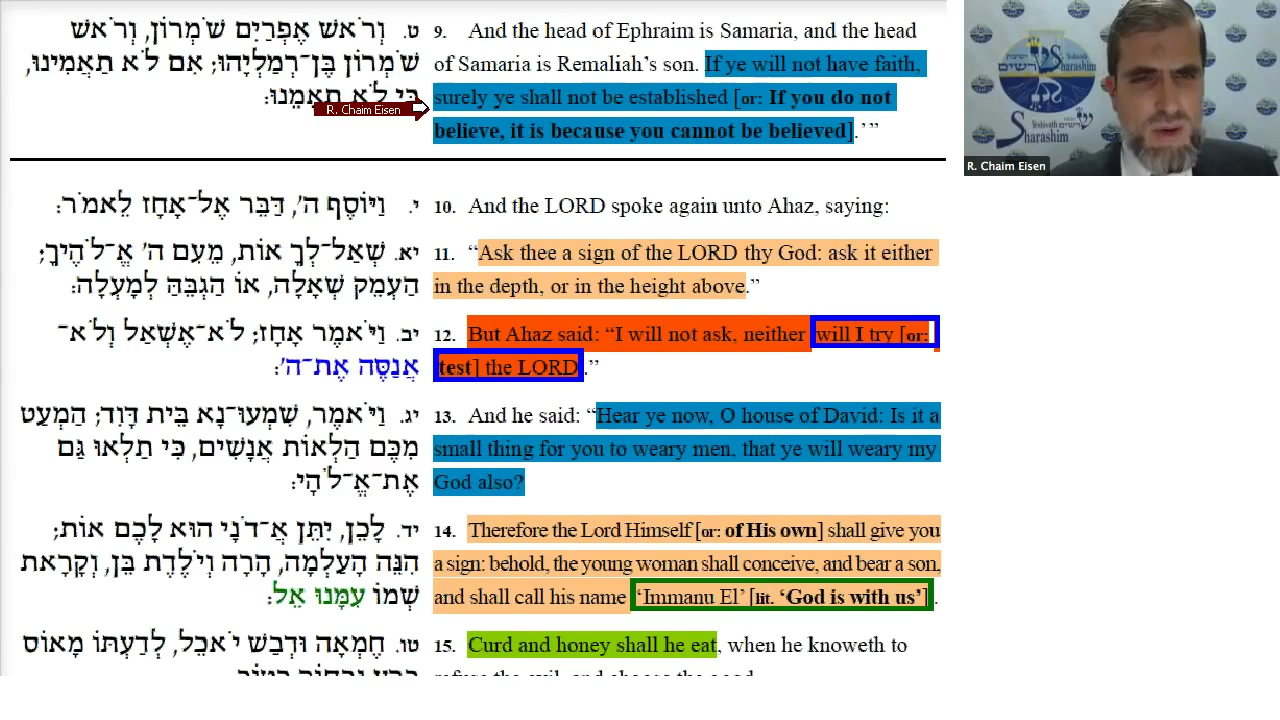 ט. וְרֹאשׁ אֶפְרַיִם שֹׁמְרוֹן, וְרֹאשׁ
שֹׁמְרוֹן בֶּן־רְמַלְיָהוּ; אִם לֹא תַאֲמִינוּ,
כִּי לֹא תֵאָמֵנוּ:
9. And the head of Ephraim is Samaria, and the head
of Samaria is Remaliah's son. If ye will not have faith,
surely ye shall not be established [or: If you do not
believe, it is because you cannot be believed].'"
R. Chaim Eisen
י. וַיּוֹסֶף ה', דַּבֵּר אֶל־אָחָז לֵאמֹר:
10. And the LORD spoke again unto Ahaz, saying:
יא. שְׁאַל־לְךָ אוֹת, מֵעִם ה' אֱ־לֹהֶיךָ;
הַעְמֵק שְׁאָלָה, אוֹ הַגְבֵּהַּ לְמָעְלָה:
11. "Ask thee a sign of the LORD thy God: ask it either
in the depth, or in the height above."
יב. וַיֹּאמֶר אָחָז; לֹא־אֶשְׁאַל וְלֹא־
אֲנַסֶּה אֶת־ה':
12. But Ahaz said: "I will not ask, neither will I try [or:
test] the LORD."
יג. וַיֹּאמֶר, שִׁמְעוּ־נָא בֵּית דָּוִד; הַמְעַט
מִכֶּם הַלְאוֹת אֲנָשִׁים, כִּי תַלְאוּ גַּם
אֶת־אֱ־לֹהָי:
13. And he said: "Hear ye now, O house of David: Is it a
small thing for you to weary men, that ye will weary my
God also?
יד. לָכֵן, יִתֵּן אֲ־דֹנָי הוּא לָכֶם אוֹת;
הִנֵּה הָעַלְמָה, הָרָה וְיֹלֶדֶת בֵּן, וְקָרָאת
שְׁמוֹ עִמָּנוּ אֵל:
14. Therefore the Lord Himself [or: of His own] shall give you
a sign: behold, the young woman shall conceive, and bear a son,
and shall call his name 'Immanu El' [lit. 'God is with us'].
טו. חֶמְאָה וּדְבַשׁ יֹאכֵל, לְדַעְתּוֹ מָאוֹס
15. Curd and honey shall he eat, when he knoweth to
Yeshivath
Sharashim
שרשים
R. Chaim Eisen